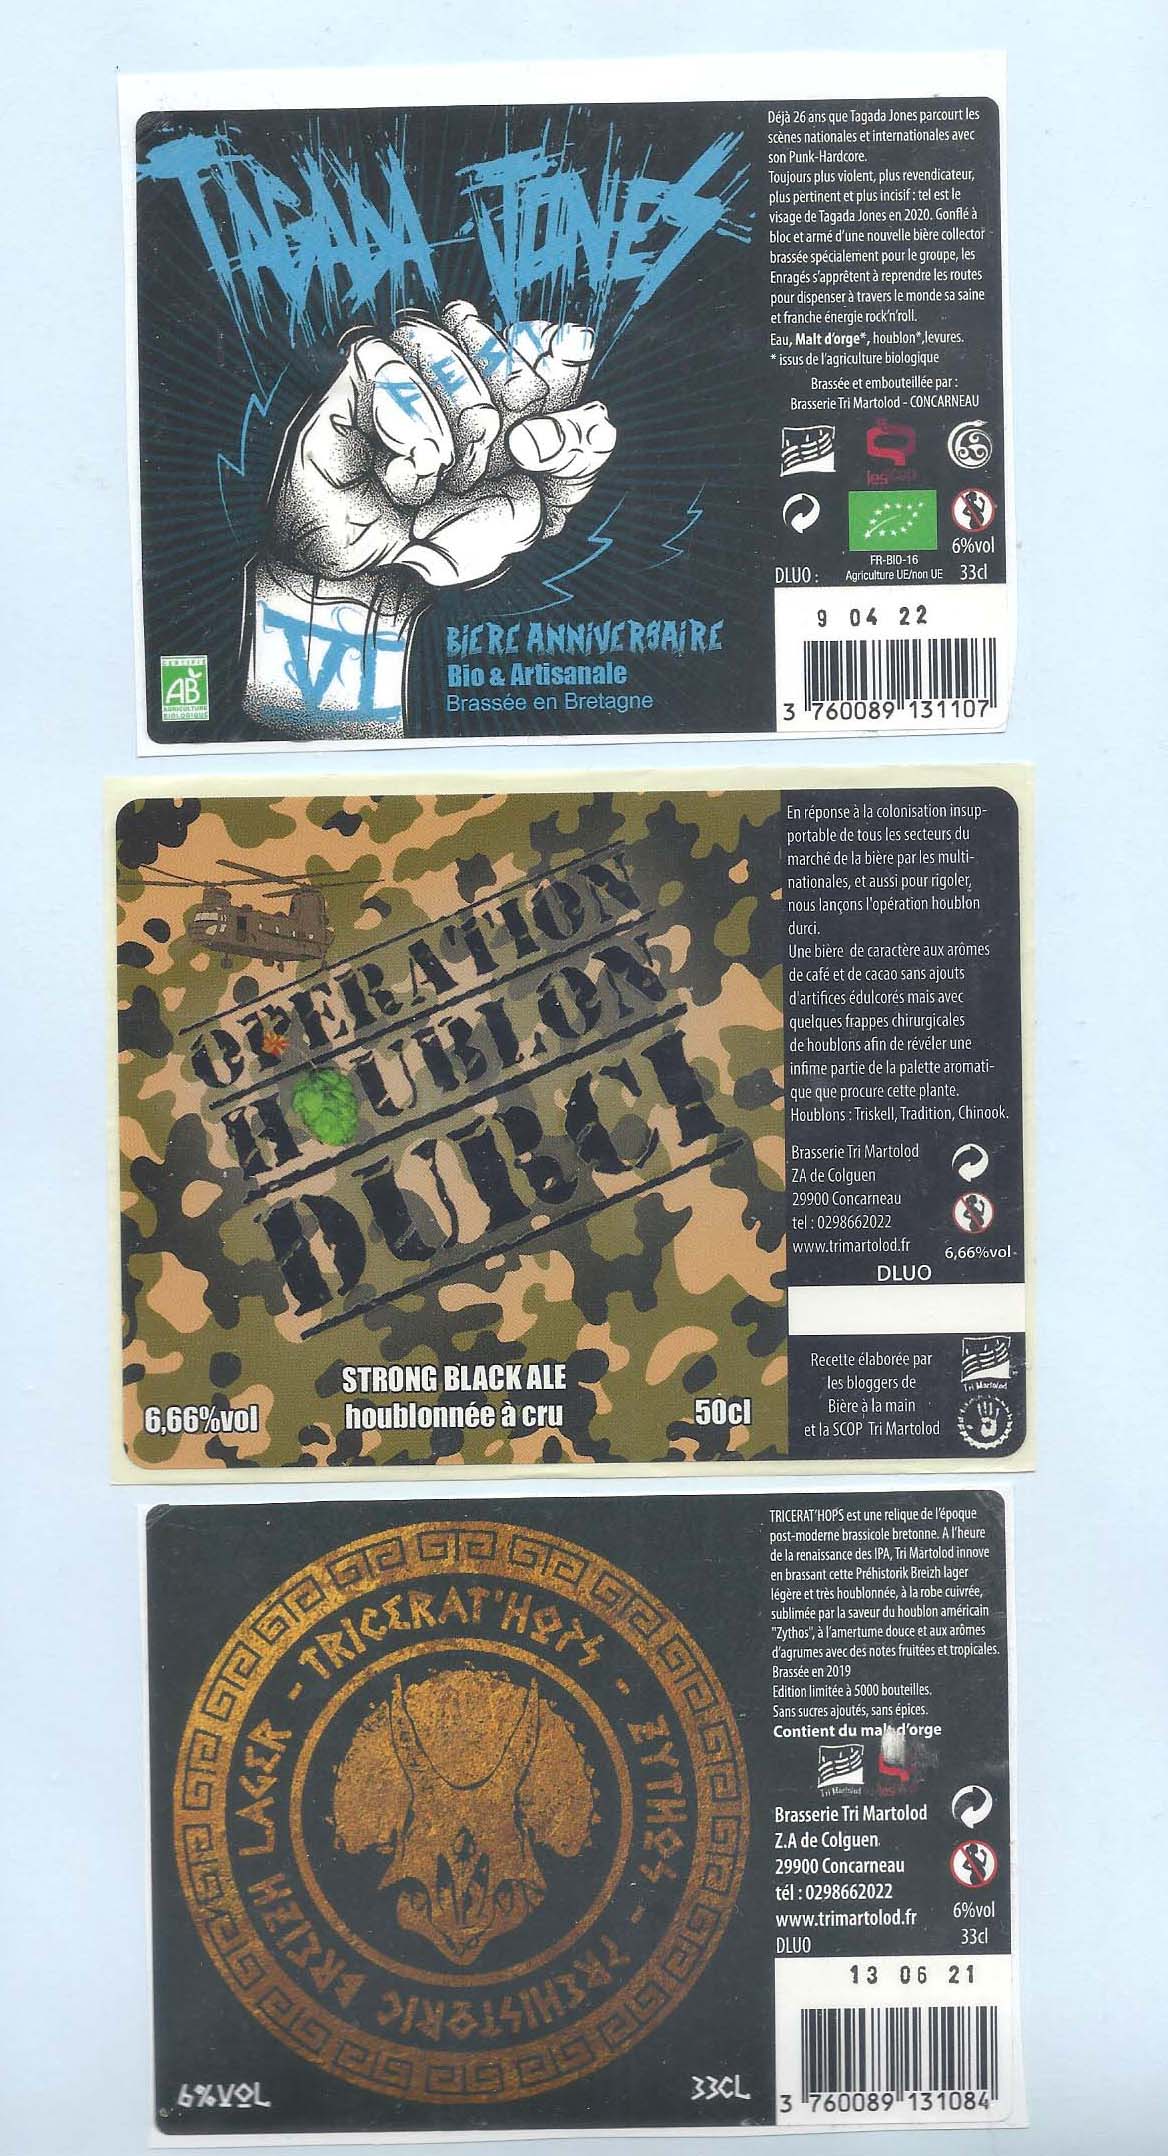 TAGADA JONES
PESK
VI
BIERE ANNIVERSAIRE
Bio & Artisanale
Brassée en Bretagne
CERTIFIÉ
AB
AGRICULTURE
BIOLOGIQUE
Déjà 26 ans que Tagada Jones parcourt les
scènes nationales et internationales avec
son Punk-Hardcore.
Toujours plus violent, plus revendicateur,
plus pertinent et plus incisif : tel est le
visage de Tagada Jones en 2020. Gonflé à
bloc et armé d'une nouvelle bière collector
brassée spécialement pour le groupe, les
Enragés s'apprêtent à reprendre les routes
pour dispenser à travers le monde sa saine
et franche énergie rock'n'roll.
Eau, Malt d'orge*, houblon*,levures.
* issus de l'agriculture biologique
Brassée et embouteillée par :
Brasserie Tri Martolod - CONCARNEAU
les scop
FR-BIO-16
Agriculture UE/non UE
6%vol
33cl
DLUO :
9 04 22
3 760089 131107
OPERATION
HOUBLON
DURCI
STRONG BLACK ALE
houblonnée à cru
6,66%vol
50cl
En réponse à la colonisation insup-
portable de tous les secteurs du
marché de la bière par les multi-
nationales, et aussi pour rigoler,
nous lançons l'opération houblon
durci.
Une bière de caractère aux arômes
de café et de cacao sans ajouts
d'artifices édulcorés mais avec
quelques frappes chirurgicales
de houblons afin de révéler une
infime partie de la palette aromati-
que que procure cette plante.
Houblons : Triskell, Tradition, Chinook.
Brasserie Tri Martolod
ZA de Colguen
29900 Concarneau
tel : 0298662022
www.trimartolod.fr
6,66%vol
DLUO
Recette élaborée par
les bloggers de
Bière à la main
et la SCOP Tri Martolod
Tri Martolod
TRICERAT'HOPS - ZYTHOS - PREHISTORIC BREIZH LAGER -
6%VOL
33CL
TRICERAT'HOPS est une relique de l'époque
post-moderne brassicole bretonne. A l'heure
de la renaissance des IPA, Tri Martolod innove
en brassant cette Préhistorik Breizh lager
légère et très houblonnée, à la robe cuivrée,
sublimée par la saveur du houblon américain
"Zythos", à l'amertume douce et aux arômes
d'agrumes avec des notes fruitées et tropicales.
Brassée en 2019
Edition limitée à 5000 bouteilles.
Sans sucres ajoutés, sans épices.
Contient du malt d'orge
Tri Martolod
Brasserie Tri Martolod
Z.A de Colguen
29900 Concarneau
tél : 0298662022
www.trimartolod.fr
6%vol
33cl
DLUO
13 06 21
3 760089 131084